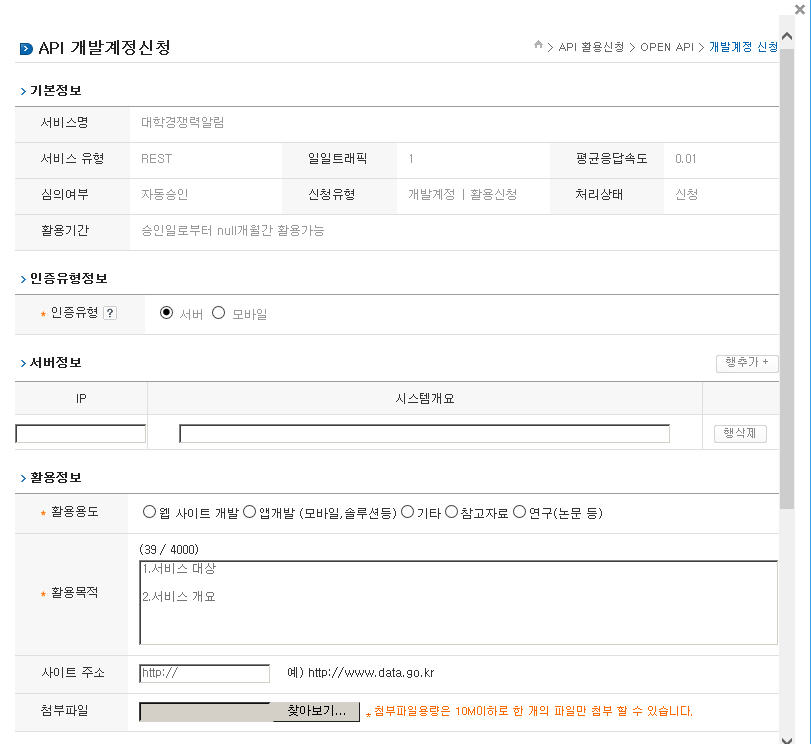 API 개발계정신청
> API 활용신청 > OPEN API > 개발계정 신청
기본정보
서비스명 대학경쟁력알림
서비스 유형 REST 일일트래픽 1 평균응답속도 0.01
심의여부 자동승인 신청유형 개발계정 | 활용신청 처리상태 신청
활용기간 승인일로부터 null개월간 활용가능
인증유형정보
* 인증유형 ? 서버 모바일
서버정보 행추가 +
IP 시스템개요
행삭제
활용정보
* 활용용도 웹 사이트 개발 앱개발 (모바일,솔루션등) 기타 참고자료 연구(논문 등)
(39 / 4000)
* 활용목적
1.서비스 대상
2.서비스 개요
사이트 주소 http:// 예) http://www.data.go.kr
첨부파일 찾아보기... * 첨부파일용량은 10M이하로 한 개의 파일만 첨부 할 수 있습니다.